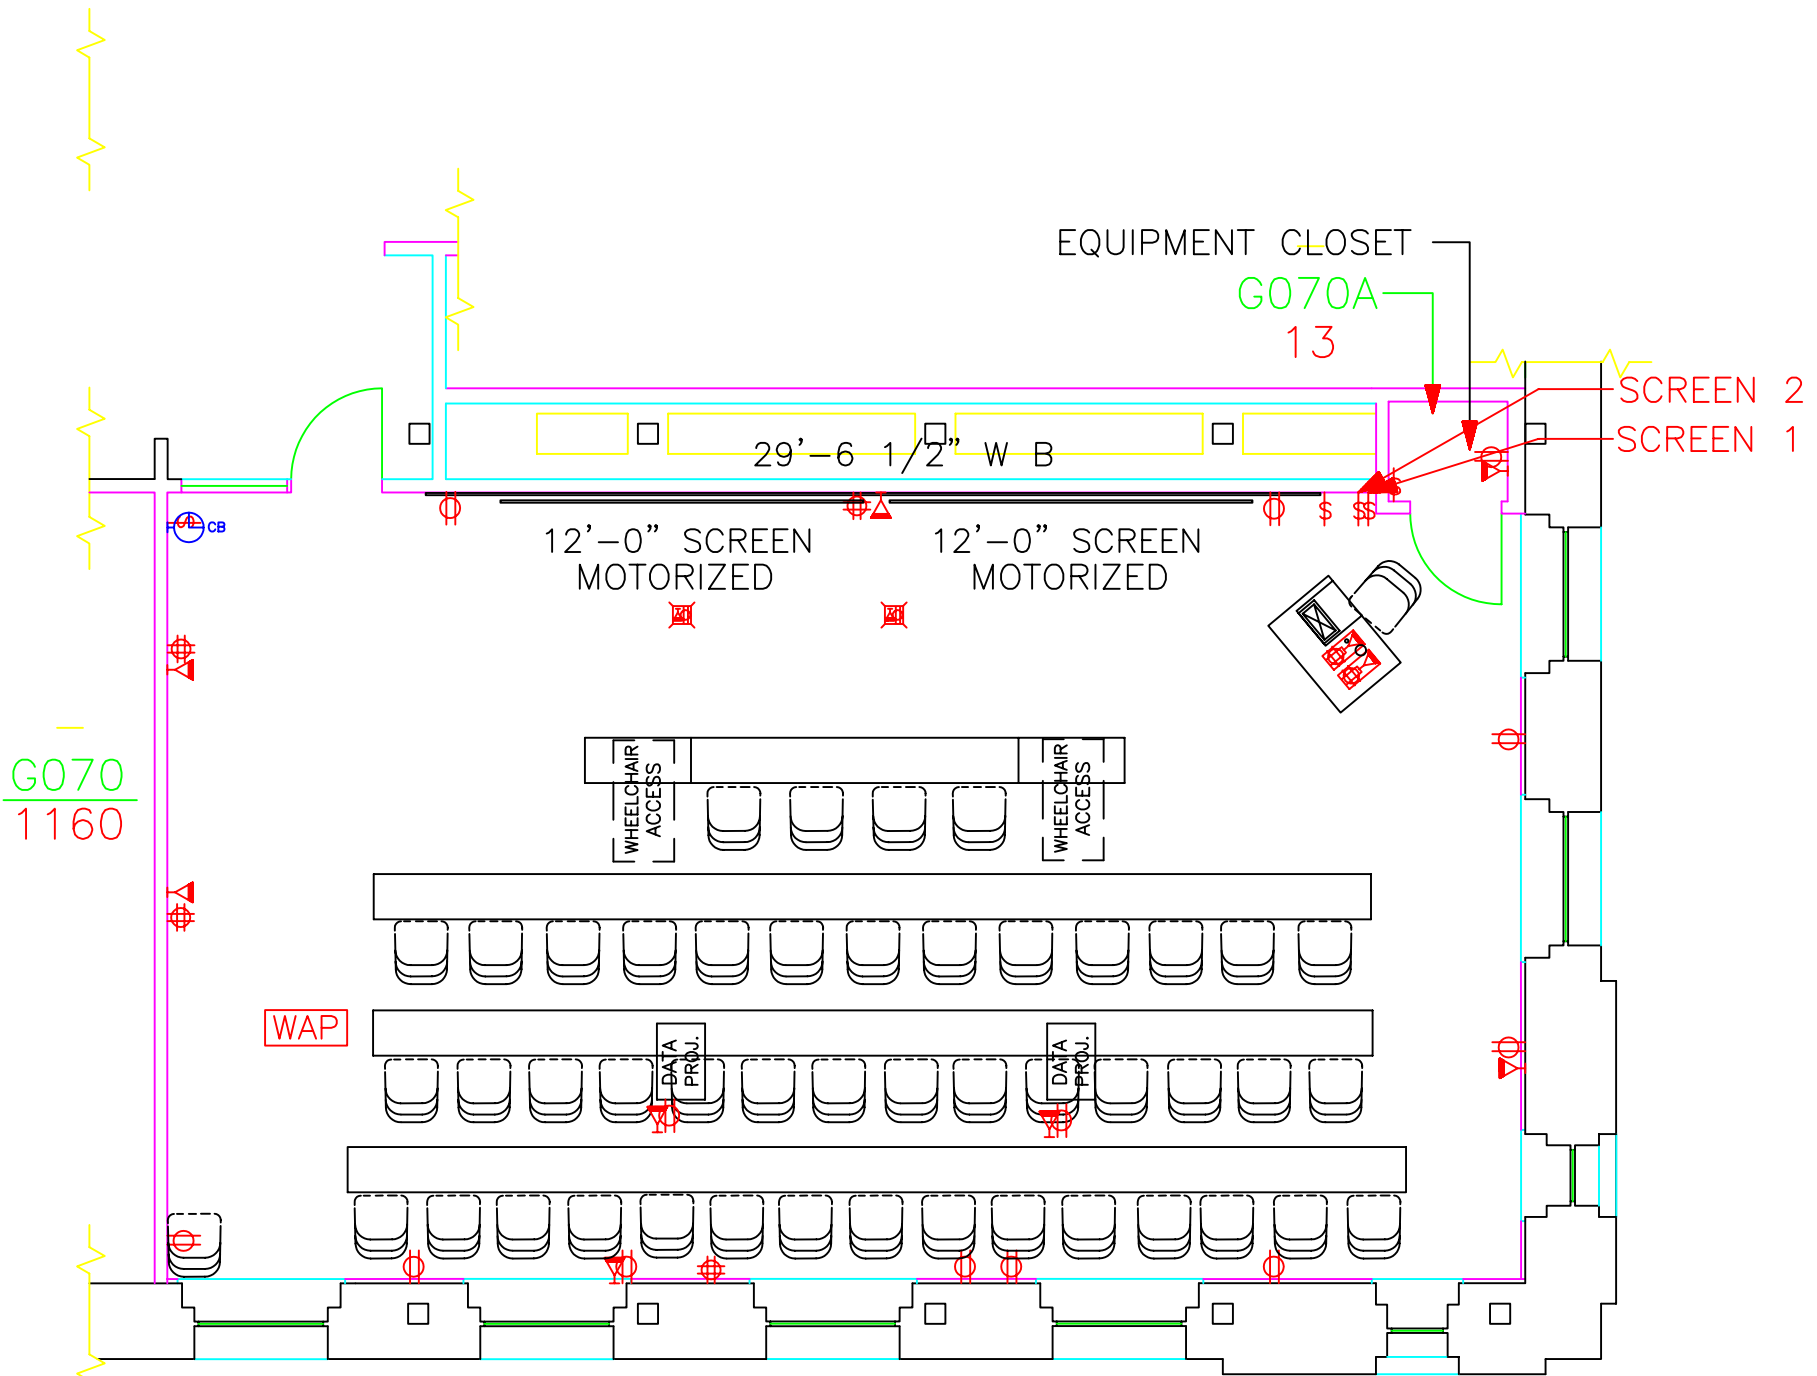 EQUIPMENT CLOSET
G070A
13
SCREEN 2
SCREEN 1
29'-6 1/2" W B
S
S
S
S
CB
12'-0" SCREEN
MOTORIZED
12'-0" SCREEN
MOTORIZED
G070
1160
WHEELCHAIR
ACCESS
WHEELCHAIR
ACCESS
WAP
DATA
PROJ.
DATA
PROJ.